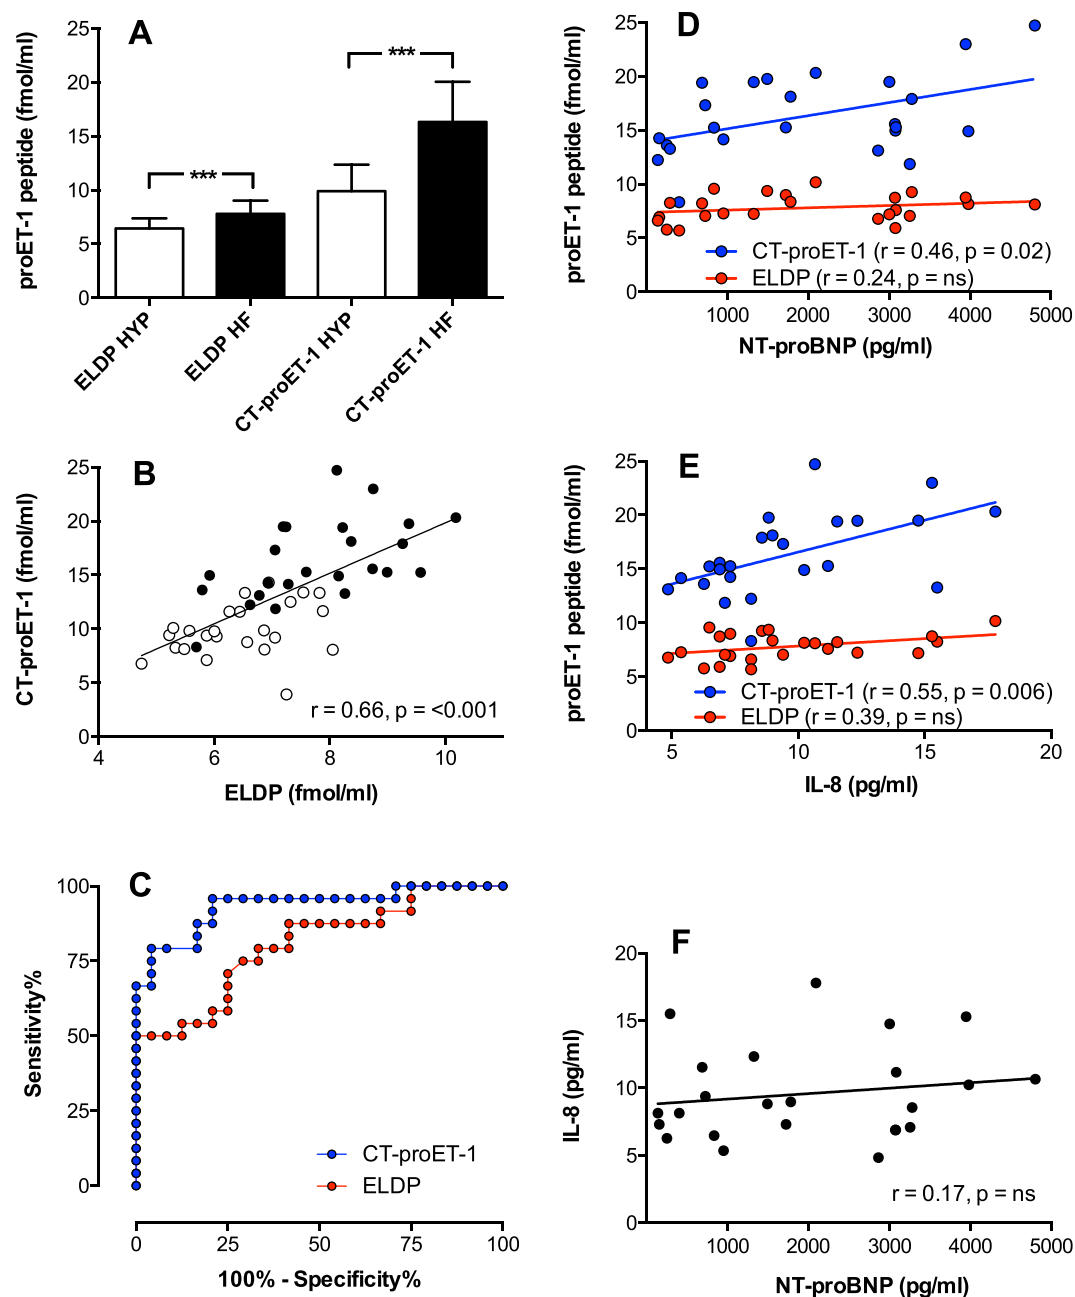 A
proET-1 peptide (fmol/ml)
25
20
15
10
5
0
***
***
ELDP HYP
ELDP HF
CT-proET-1 HYP
CT-proET-1 HF
D
proET-1 peptide (fmol/ml)
25
20
15
10
5
0
CT-proET-1 (r = 0.46, p = 0.02)
ELDP (r = 0.24, p = ns)
1000 2000 3000 4000 5000
NT-proBNP (pg/ml)
B
CT-proET-1 (fmol/ml)
25
20
15
10
5
0
r = 0.66, p = <0.001
4 6 8 10
ELDP (fmol/ml)
E
proET-1 peptide (fmol/ml)
25
20
15
10
5
0
CT-proET-1 (r = 0.55, p = 0.006)
ELDP (r = 0.39, p = ns)
5 10 15 20
IL-8 (pg/ml)
C
Sensitivity%
100
75
50
25
0
CT-proET-1
ELDP
0 25 50 75 100
100% - Specificity%
F
IL-8 (pg/ml)
20
15
10
5
0
r = 0.17, p = ns
1000 2000 3000 4000 5000
NT-proBNP (pg/ml)